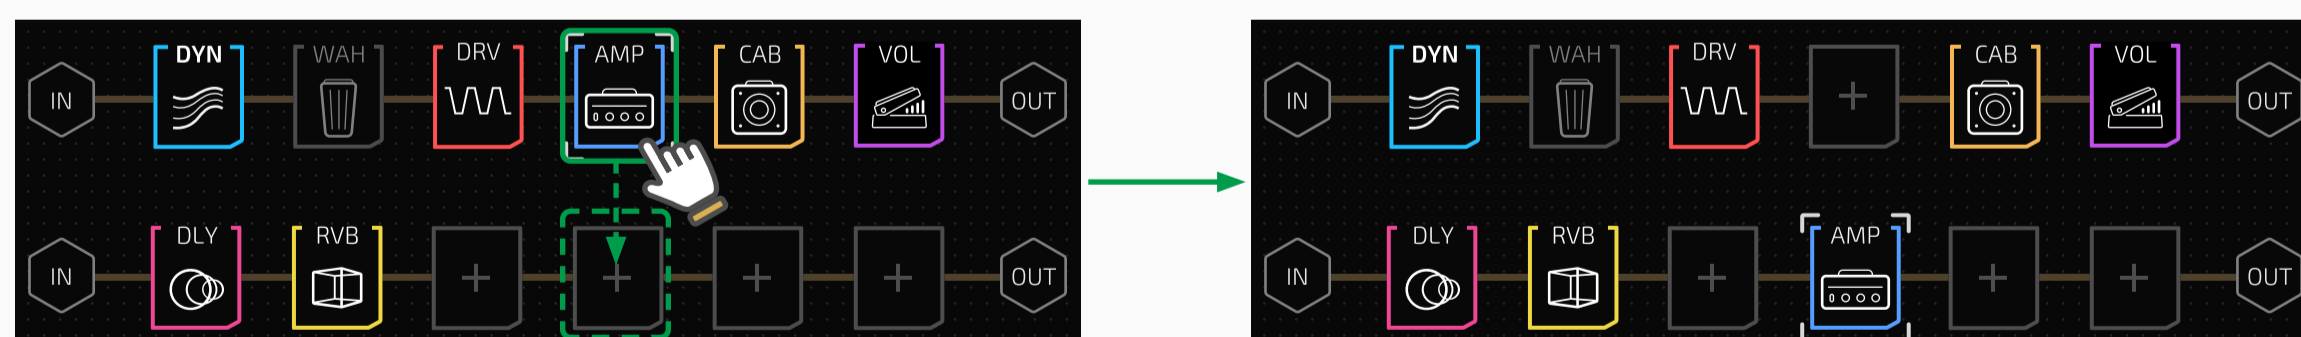 DYN WAH DRV AMP CAB VOL
IN OUT
DLY RVB
IN + + + + OUT
DYN WAH DRV CAB VOL
IN + OUT
DLY RVB AMP
IN + + + OUT